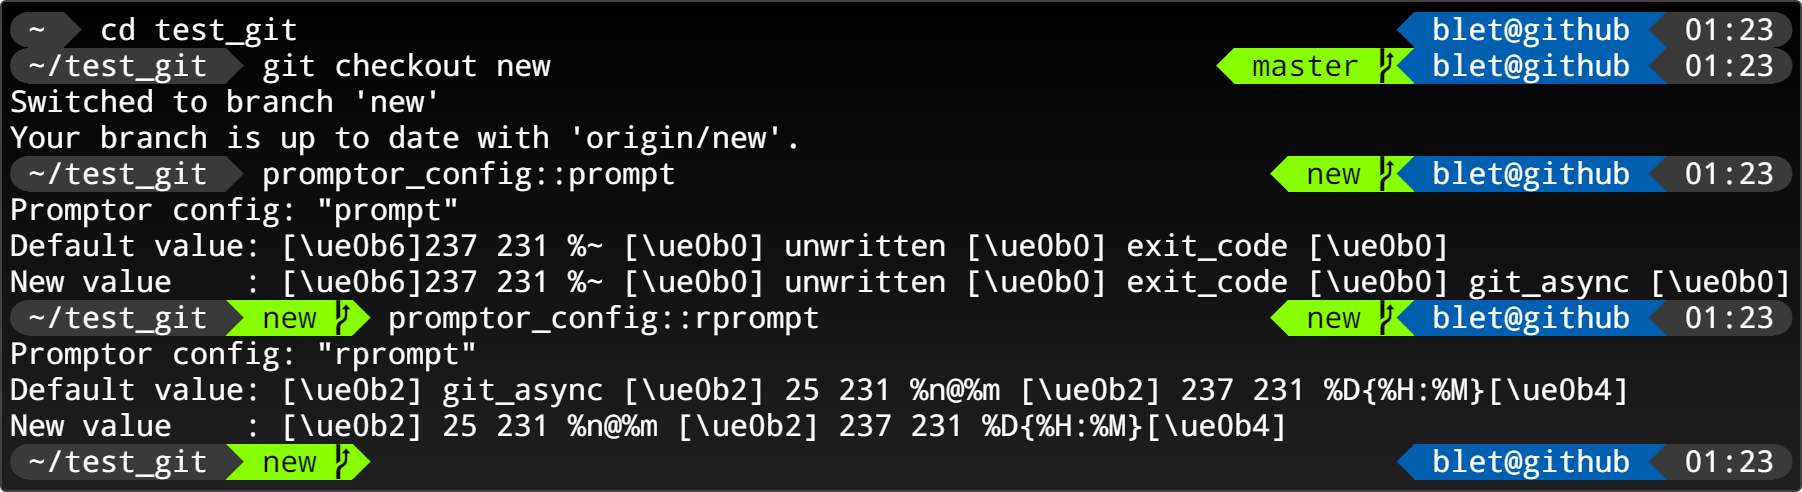 ~ cd test_git blet@github 01:23
~/test_git git checkout new master blet@github 01:23
Switched to branch 'new'
Your branch is up to date with 'origin/new'.
~/test_git promptor_config::prompt new blet@github 01:23
Promptor config: "prompt"
Default value: [\ue0b6]237 231 %~ [\ue0b0] unwritten [\ue0b0] exit_code [\ue0b0]
New value    : [\ue0b6]237 231 %~ [\ue0b0] unwritten [\ue0b0] exit_code [\ue0b0] git_async [\ue0b0]
~/test_git new promptor_config::rprompt new blet@github 01:23
Promptor config: "rprompt"
Default value: [\ue0b2] git_async [\ue0b2] 25 231 %n@%m [\ue0b2] 237 231 %D{%H:%M}[\ue0b4]
New value    : [\ue0b2] 25 231 %n@%m [\ue0b2] 237 231 %D{%H:%M}[\ue0b4]
~/test_git new blet@github 01:23